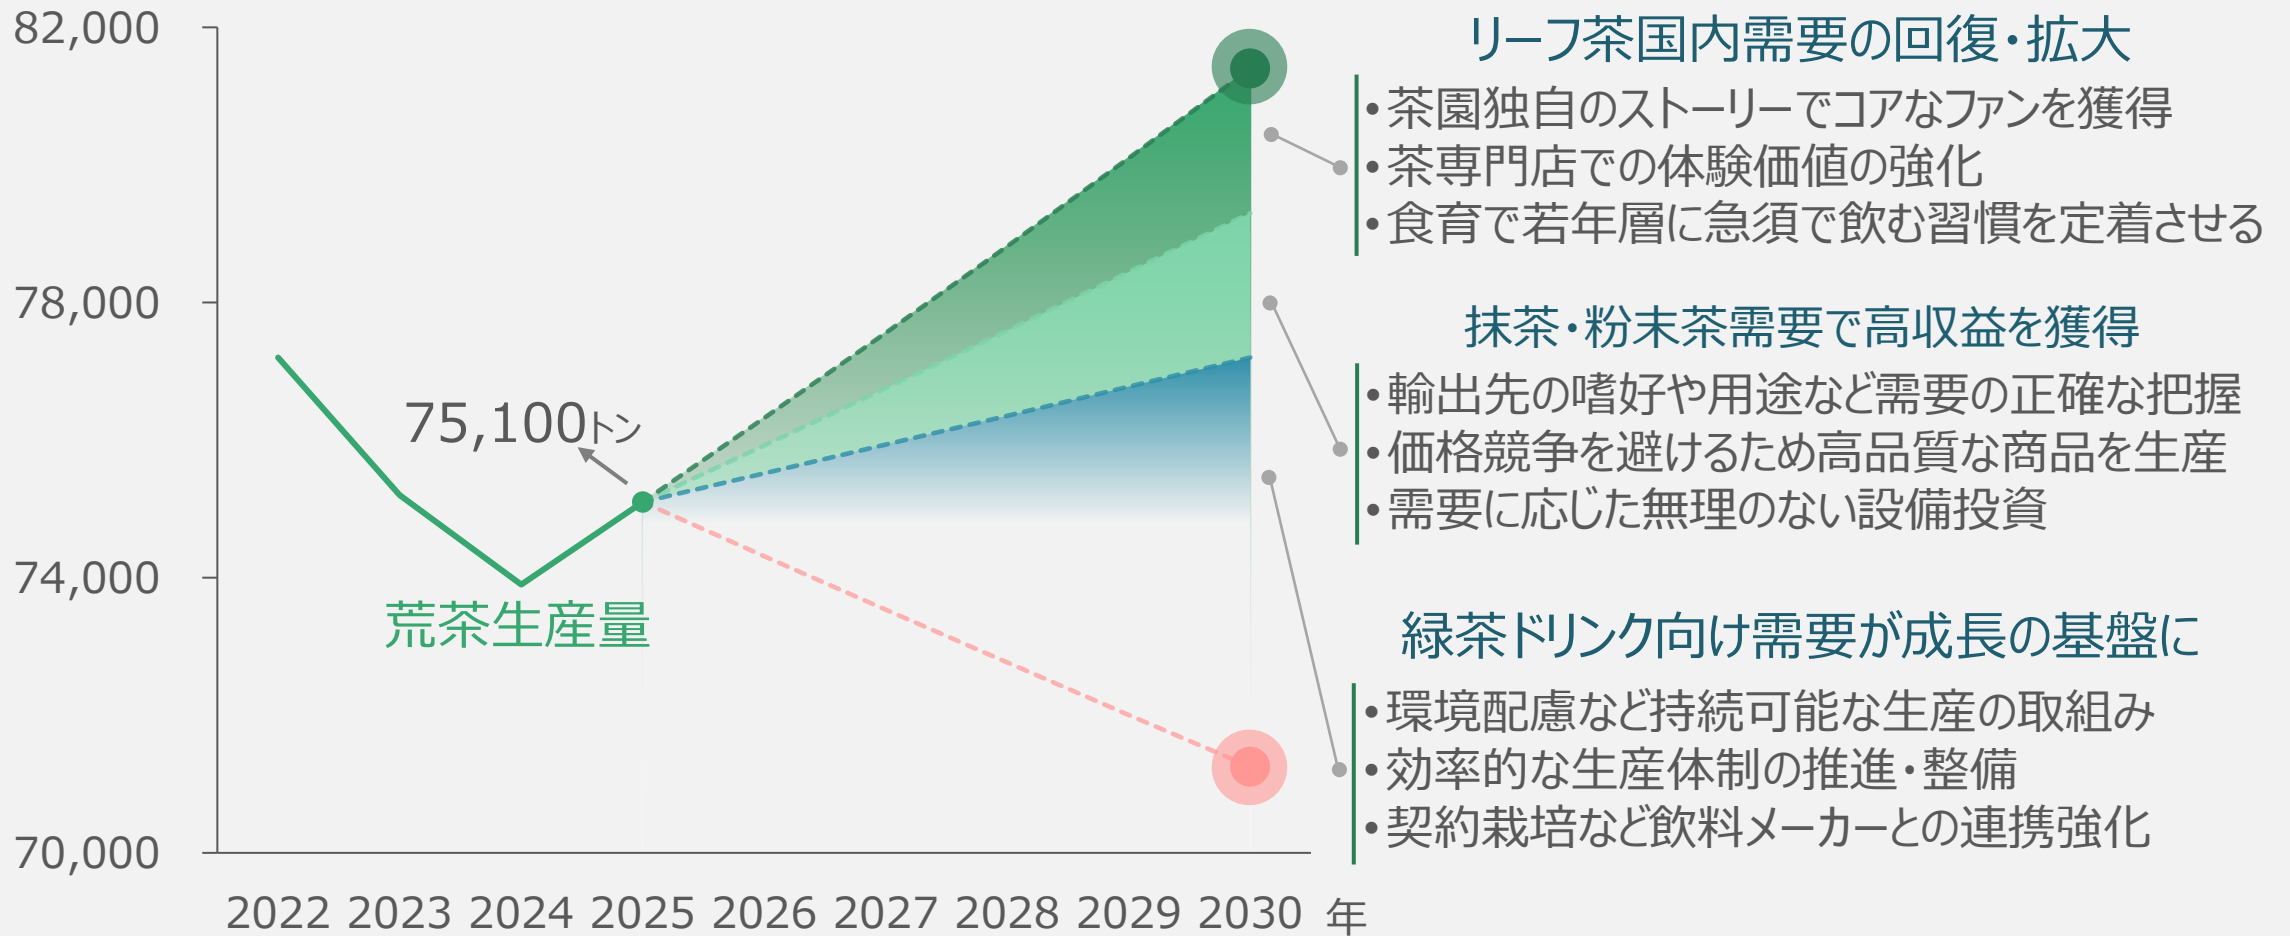 82,000
78,000
74,000
70,000
75,100トン
荒茶生産量
2022 2023 2024 2025 2026 2027 2028 2029 2030 年
リーフ茶国内需要の回復・拡大
•茶園独自のストーリーでコアなファンを獲得
•茶専門店での体験価値の強化
•食育で若年層に急須で飲む習慣を定着させる
抹茶・粉末茶需要で高収益を獲得
•輸出先の嗜好や用途など需要の正確な把握
•価格競争を避けるため高品質な商品を生産
•需要に応じた無理のない設備投資
緑茶ドリンク向け需要が成長の基盤に
•環境配慮など持続可能な生産の取組み
•効率的な生産体制の推進・整備
•契約栽培など飲料メーカーとの連携強化